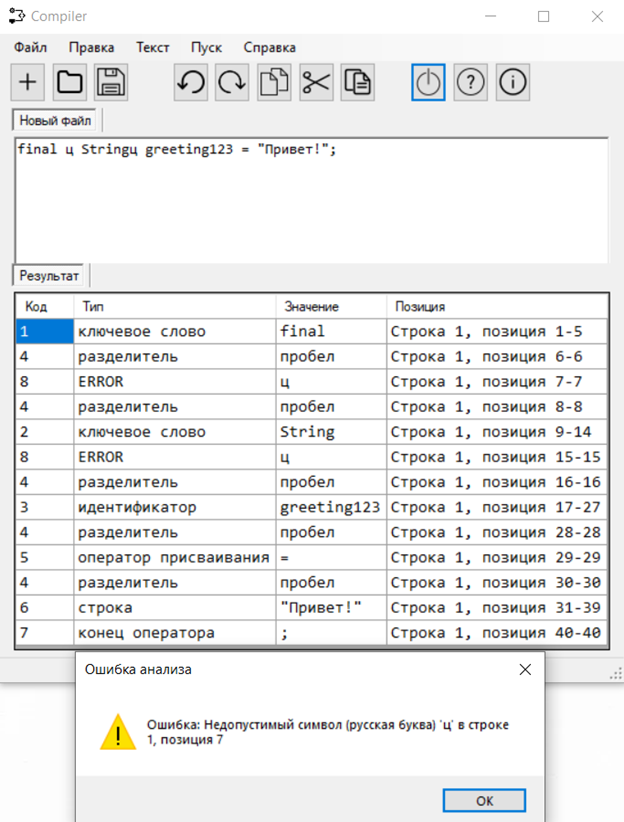 Compiler
Файл Правка Текст Пуск Справка
Новый файл
final ц Stringц greeting123 = "Привет!";
Результат
Код Тип Значение Позиция
1 ключевое слово final Строка 1, позиция 1-5
4 разделитель пробел Строка 1, позиция 6-6
8 ERROR ц Строка 1, позиция 7-7
4 разделитель пробел Строка 1, позиция 8-8
2 ключевое слово String Строка 1, позиция 9-14
8 ERROR ц Строка 1, позиция 15-15
4 разделитель пробел Строка 1, позиция 16-16
3 идентификатор greeting123 Строка 1, позиция 17-27
4 разделитель пробел Строка 1, позиция 28-28
5 оператор присваивания = Строка 1, позиция 29-29
4 разделитель пробел Строка 1, позиция 30-30
6 строка "Привет!" Строка 1, позиция 31-39
7 конец оператора ; Строка 1, позиция 40-40
Ошибка анализа
Ошибка: Недопустимый символ (русская буква) 'ц' в строке
1, позиция 7
OK